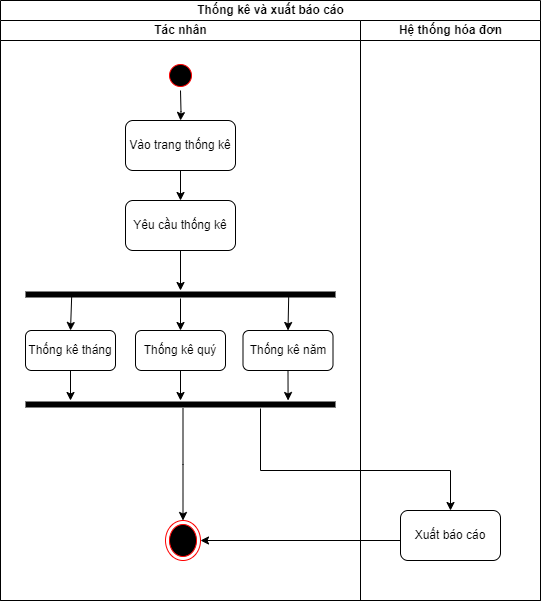 Thống kê và xuất báo cáo
Tác nhân
Hệ thống hóa đơn
Vào trang thống kê
Yêu cầu thống kê
Thống kê tháng
Thống kê quý
Thống kê năm
Xuất báo cáo